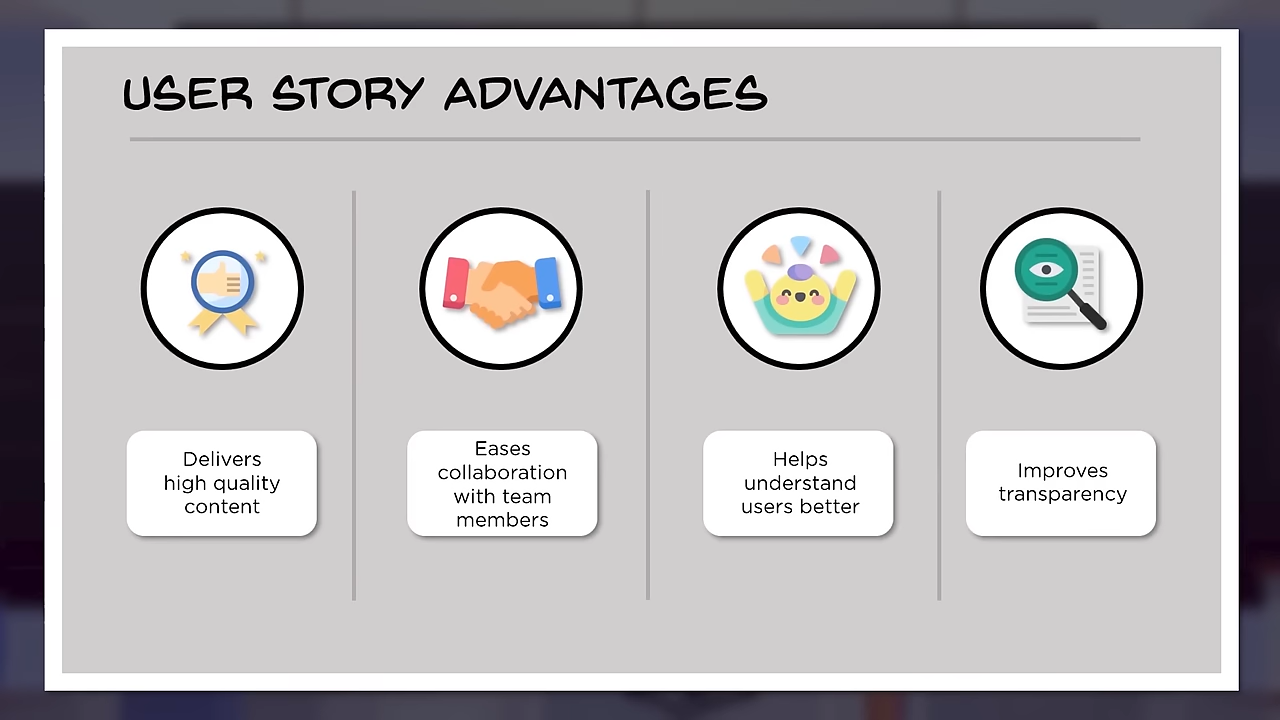 USER STORY ADVANTAGES
Delivers
high quality
content
Eases
collaboration
with team
members
Helps
understand
users better
Improves
transparency